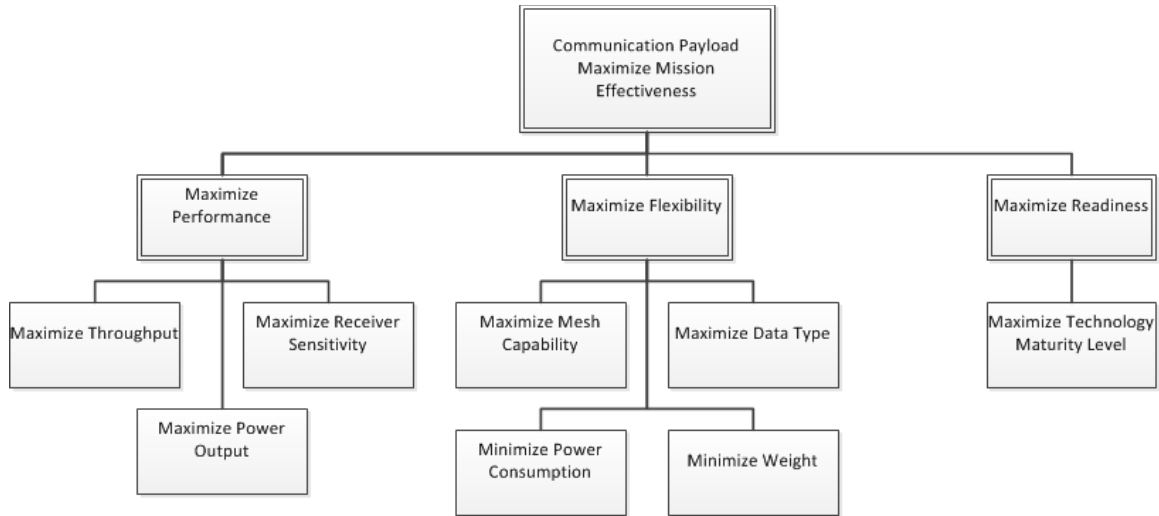 Communication Payload
Maximize Mission
Effectiveness
Maximize
Performance
Maximize Flexibility
Maximize Readiness
Maximize Throughput
Maximize Receiver
Sensitivity
Maximize Mesh
Capability
Maximize Data Type
Maximize Technology
Maturity Level
Maximize Power
Output
Minimize Power
Consumption
Minimize Weight